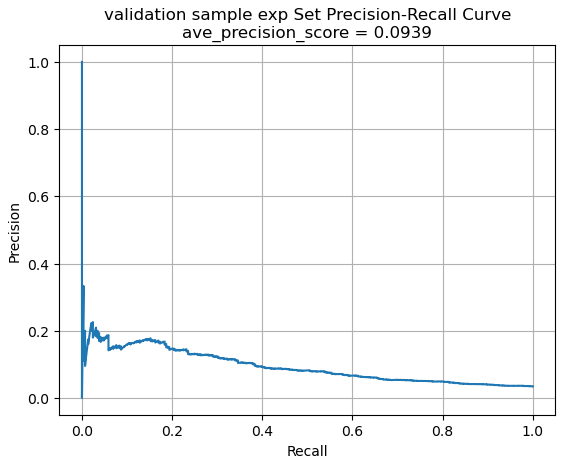 validation sample exp Set Precision-Recall Curve
ave_precision_score = 0.0939
1.0
0.8
0.6
0.4
0.2
0.0
Precision
0.0 0.2 0.4 0.6 0.8 1.0
Recall